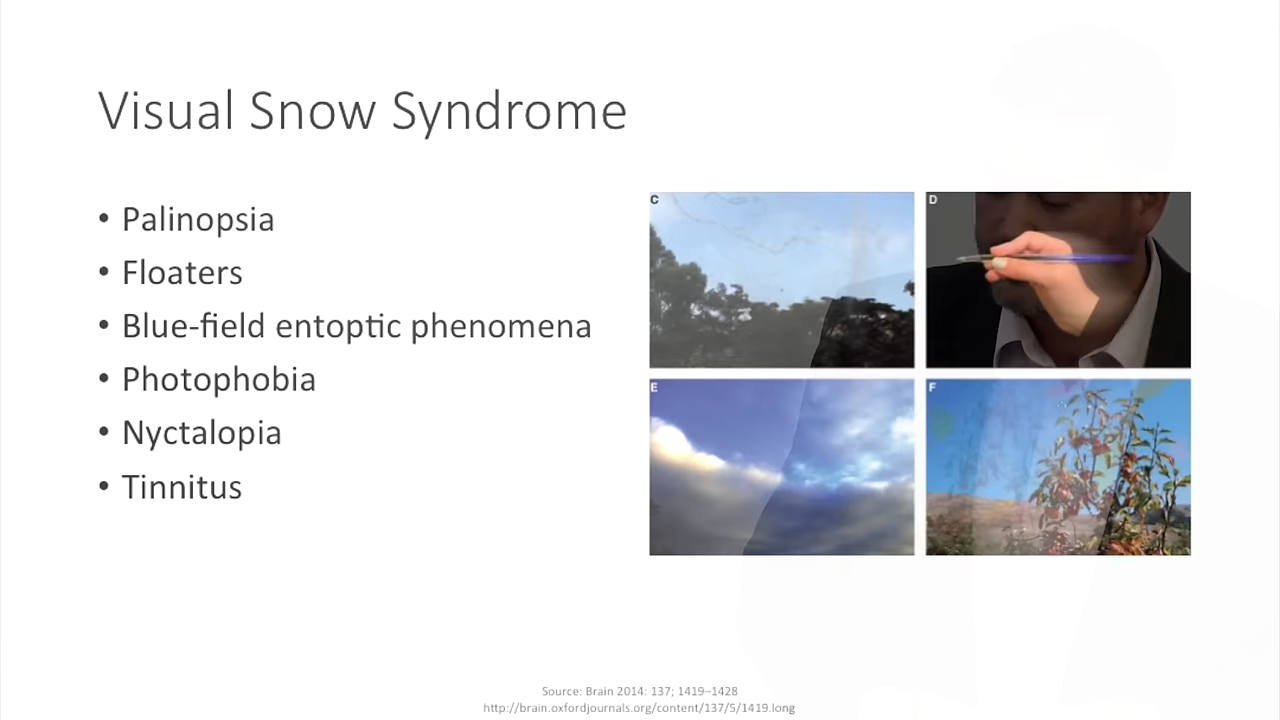 Visual Snow Syndrome
• Palinopsia
• Floaters
• Blue-field entoptic phenomena
• Photophobia
• Nyctalopia
• Tinnitus
C
D
E
F
Source: Brain 2014: 137; 1419–1428
http://brain.oxfordjournals.org/content/137/5/1419.long